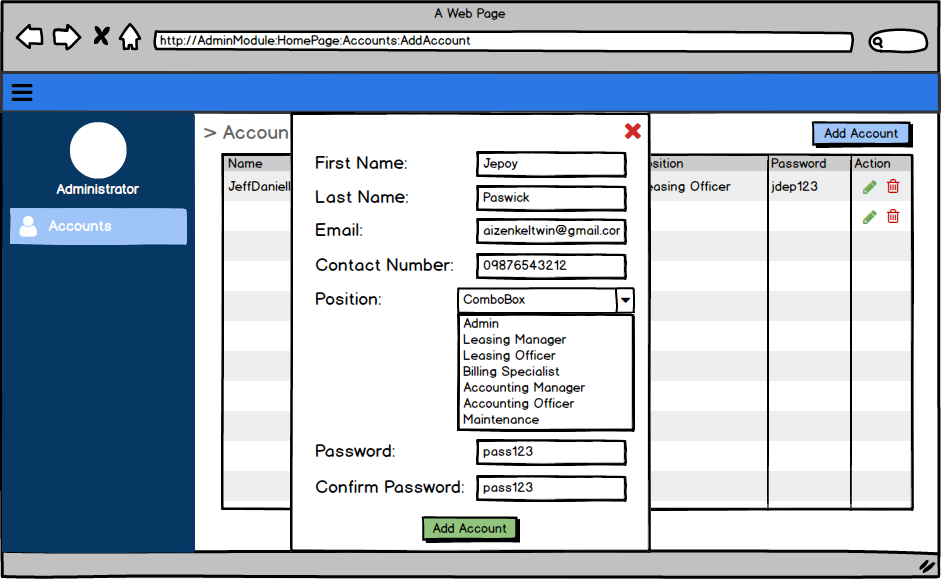 A Web Page
http://AdminModule:HomePage:Accounts:AddAccount
Administrator
Accounts
> Accoun
Add Account
Name
osition
Password
Action
JeffDaniell
easing Officer
jdep123
First Name:
Jepoy
Last Name:
Paswick
Email:
aizenkeltwin@gmail.cor
Contact Number:
09876543212
Position:
ComboBox
Admin
Leasing Manager
Leasing Officer
Billing Specialist
Accounting Manager
Accounting Officer
Maintenance
Password:
pass123
Confirm Password:
pass123
Add Account